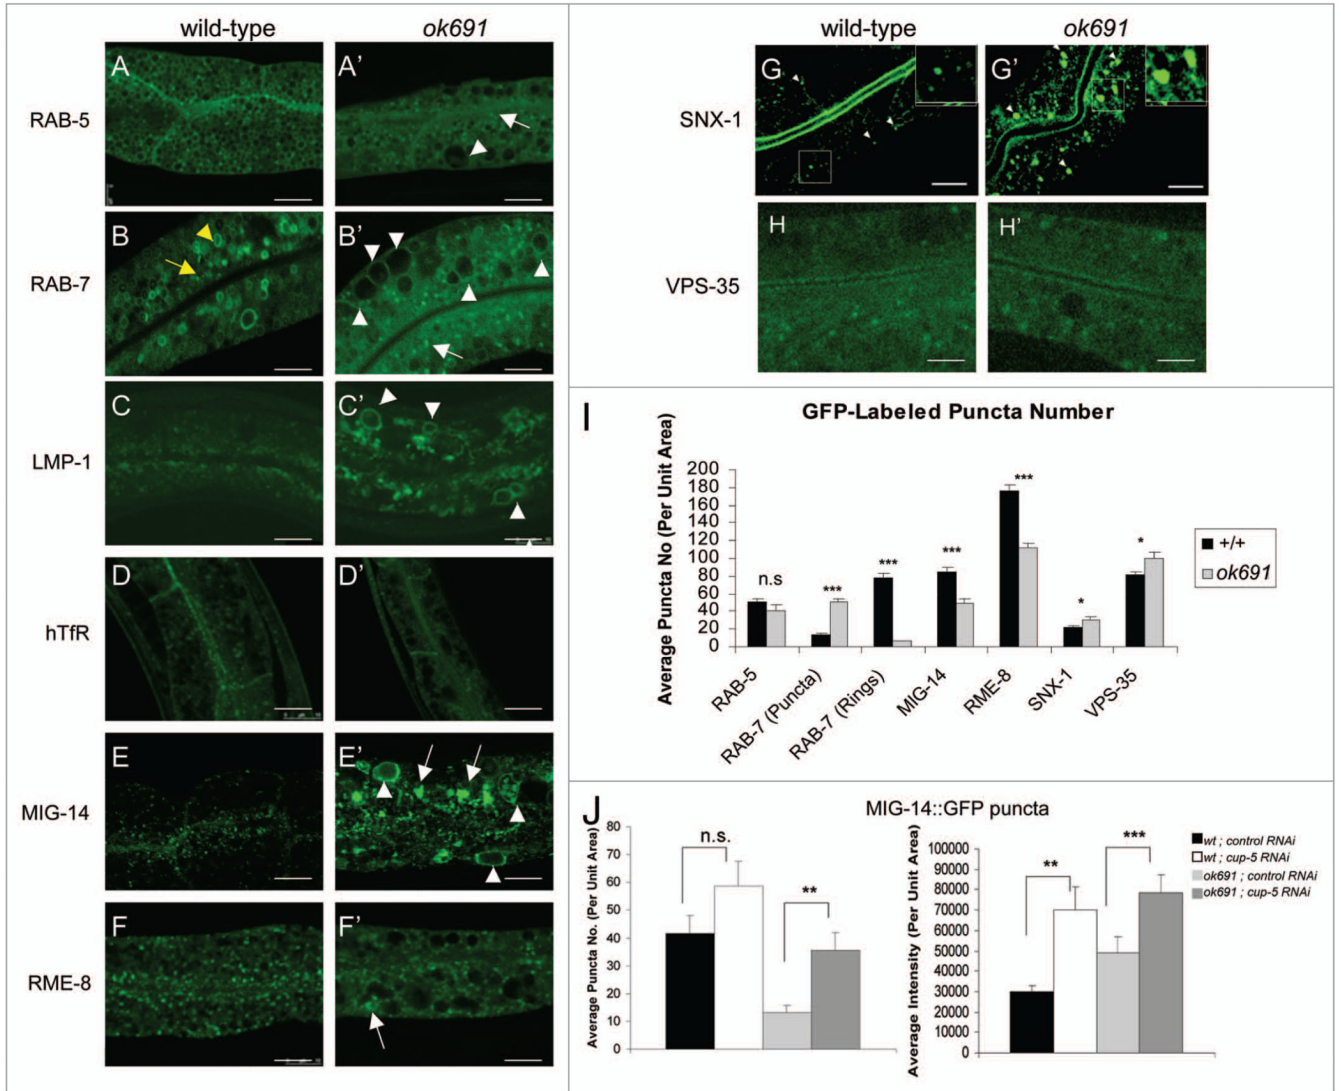 wild-type
ok691
RAB-5
A
A'
RAB-7
B
B'
LMP-1
C
C'
hTfR
D
D'
MIG-14
E
E'
RME-8
F
F'
wild-type
ok691
SNX-1
G
G'
VPS-35
H
H'
I
GFP-Labeled Puncta Number
Average Puncta No (Per Unit Area)
200
180
160
140
120
100
80
60
40
20
0
n.s
***
***
***
***
*
*
RAB-5
RAB-7 (Puncta)
RAB-7 (Rings)
MIG-14
RME-8
SNX-1
VPS-35
+/+
ok691
J
MIG-14::GFP puncta
Average Puncta No. (Per Unit Area)
80
70
60
50
40
30
20
10
0
n.s.
**
Average Intensity (Per Unit Area)
100000
90000
80000
70000
60000
50000
40000
30000
20000
10000
0
**
***
wt ; control RNAi
wt ; cup-5 RNAi
ok691 ; control RNAi
ok691 ; cup-5 RNAi